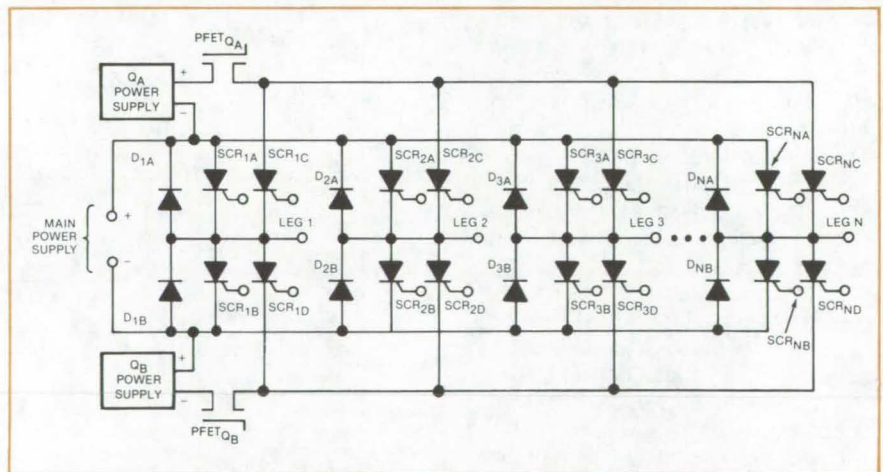 PFET QA
QA
POWER
SUPPLY
+
−
D1A
SCR1A
SCR1C
D2A
SCR2A
SCR2C
D3A
SCR3A
SCR3C
DNA
SCRNA
SCRNC
MAIN
POWER
SUPPLY
+
−
LEG 1
LEG 2
LEG 3
LEG N
D1B
SCR1B
SCR1D
D2B
SCR2B
SCR2D
D3B
SCR3B
SCR3D
DNB
SCRNB
SCRND
QB
POWER
SUPPLY
+
−
PFET QB